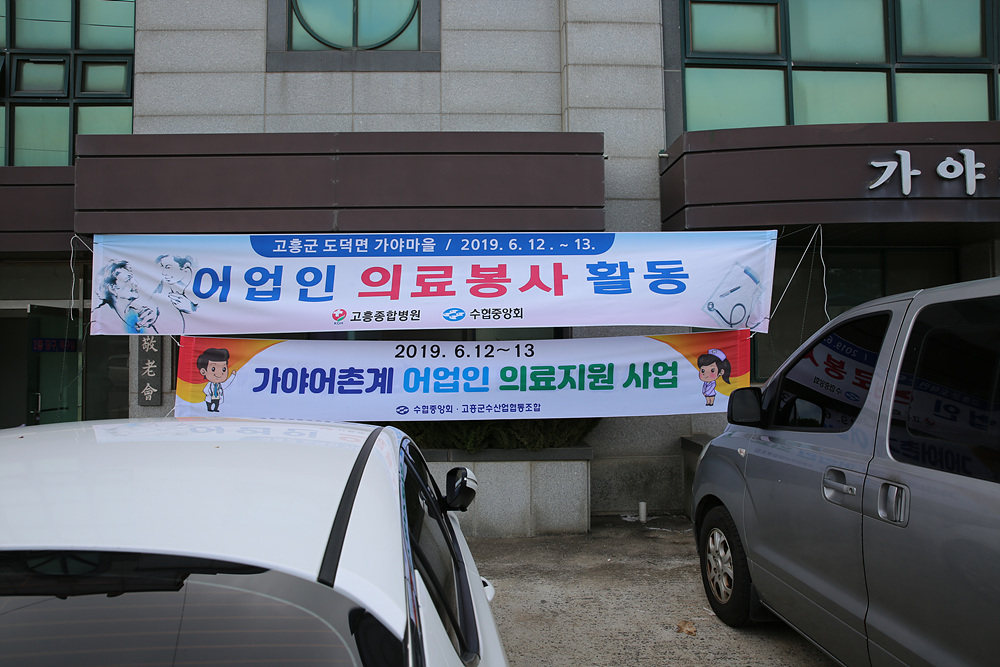 가야
고흥군 도덕면 가야마을 / 2019. 6. 12. ~ 13.
어업인 의료봉사 활동
고흥종합병원 수협중앙회
敬老會
2019. 6.12~13
가야어촌계 어업인 의료지원 사업
수협중앙회 · 고흥군수산업협동조합